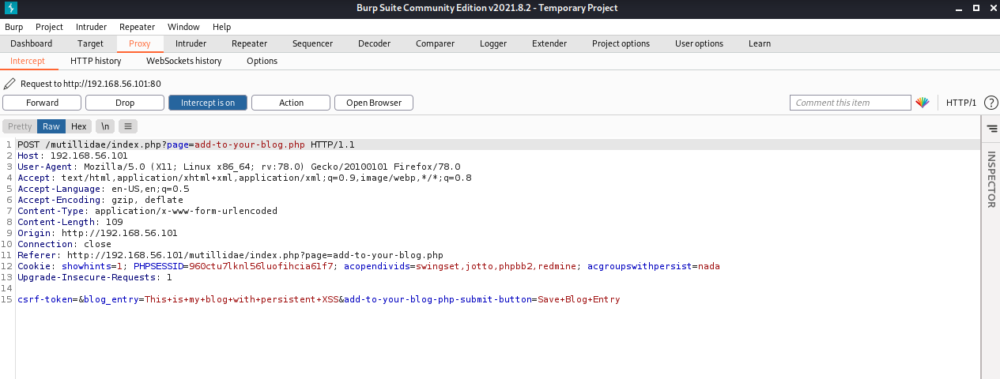 Burp Suite Community Edition v2021.8.2 - Temporary Project
Burp Project Intruder Repeater Window Help
Dashboard Target Proxy Intruder Repeater Sequencer Decoder Comparer Logger Extender Project options User options Learn
Intercept HTTP history WebSockets history Options
Request to http://192.168.56.101:80
Forward Drop Intercept is on Action Open Browser Comment this item HTTP/1 ?
Pretty Raw Hex \n
1 POST /mutillidae/index.php?page=add-to-your-blog.php HTTP/1.1
2 Host: 192.168.56.101
3 User-Agent: Mozilla/5.0 (X11; Linux x86_64; rv:78.0) Gecko/20100101 Firefox/78.0
4 Accept: text/html,application/xhtml+xml,application/xml;q=0.9,image/webp,*/*;q=0.8
5 Accept-Language: en-US,en;q=0.5
6 Accept-Encoding: gzip, deflate
7 Content-Type: application/x-www-form-urlencoded
8 Content-Length: 109
9 Origin: http://192.168.56.101
10 Connection: close
11 Referer: http://192.168.56.101/mutillidae/index.php?page=add-to-your-blog.php
12 Cookie: showhints=1; PHPSESSID=960ctu7lknl56luofihcia61f7; acopendivids=swingset,jotto,phpbb2,redmine; acgroupswithpersist=nada
13 Upgrade-Insecure-Requests: 1
14
15 csrf-token=&blog_entry=This+is+my+blog+with+persistent+XSS&add-to-your-blog-php-submit-button=Save+Blog+Entry
INSPECTOR